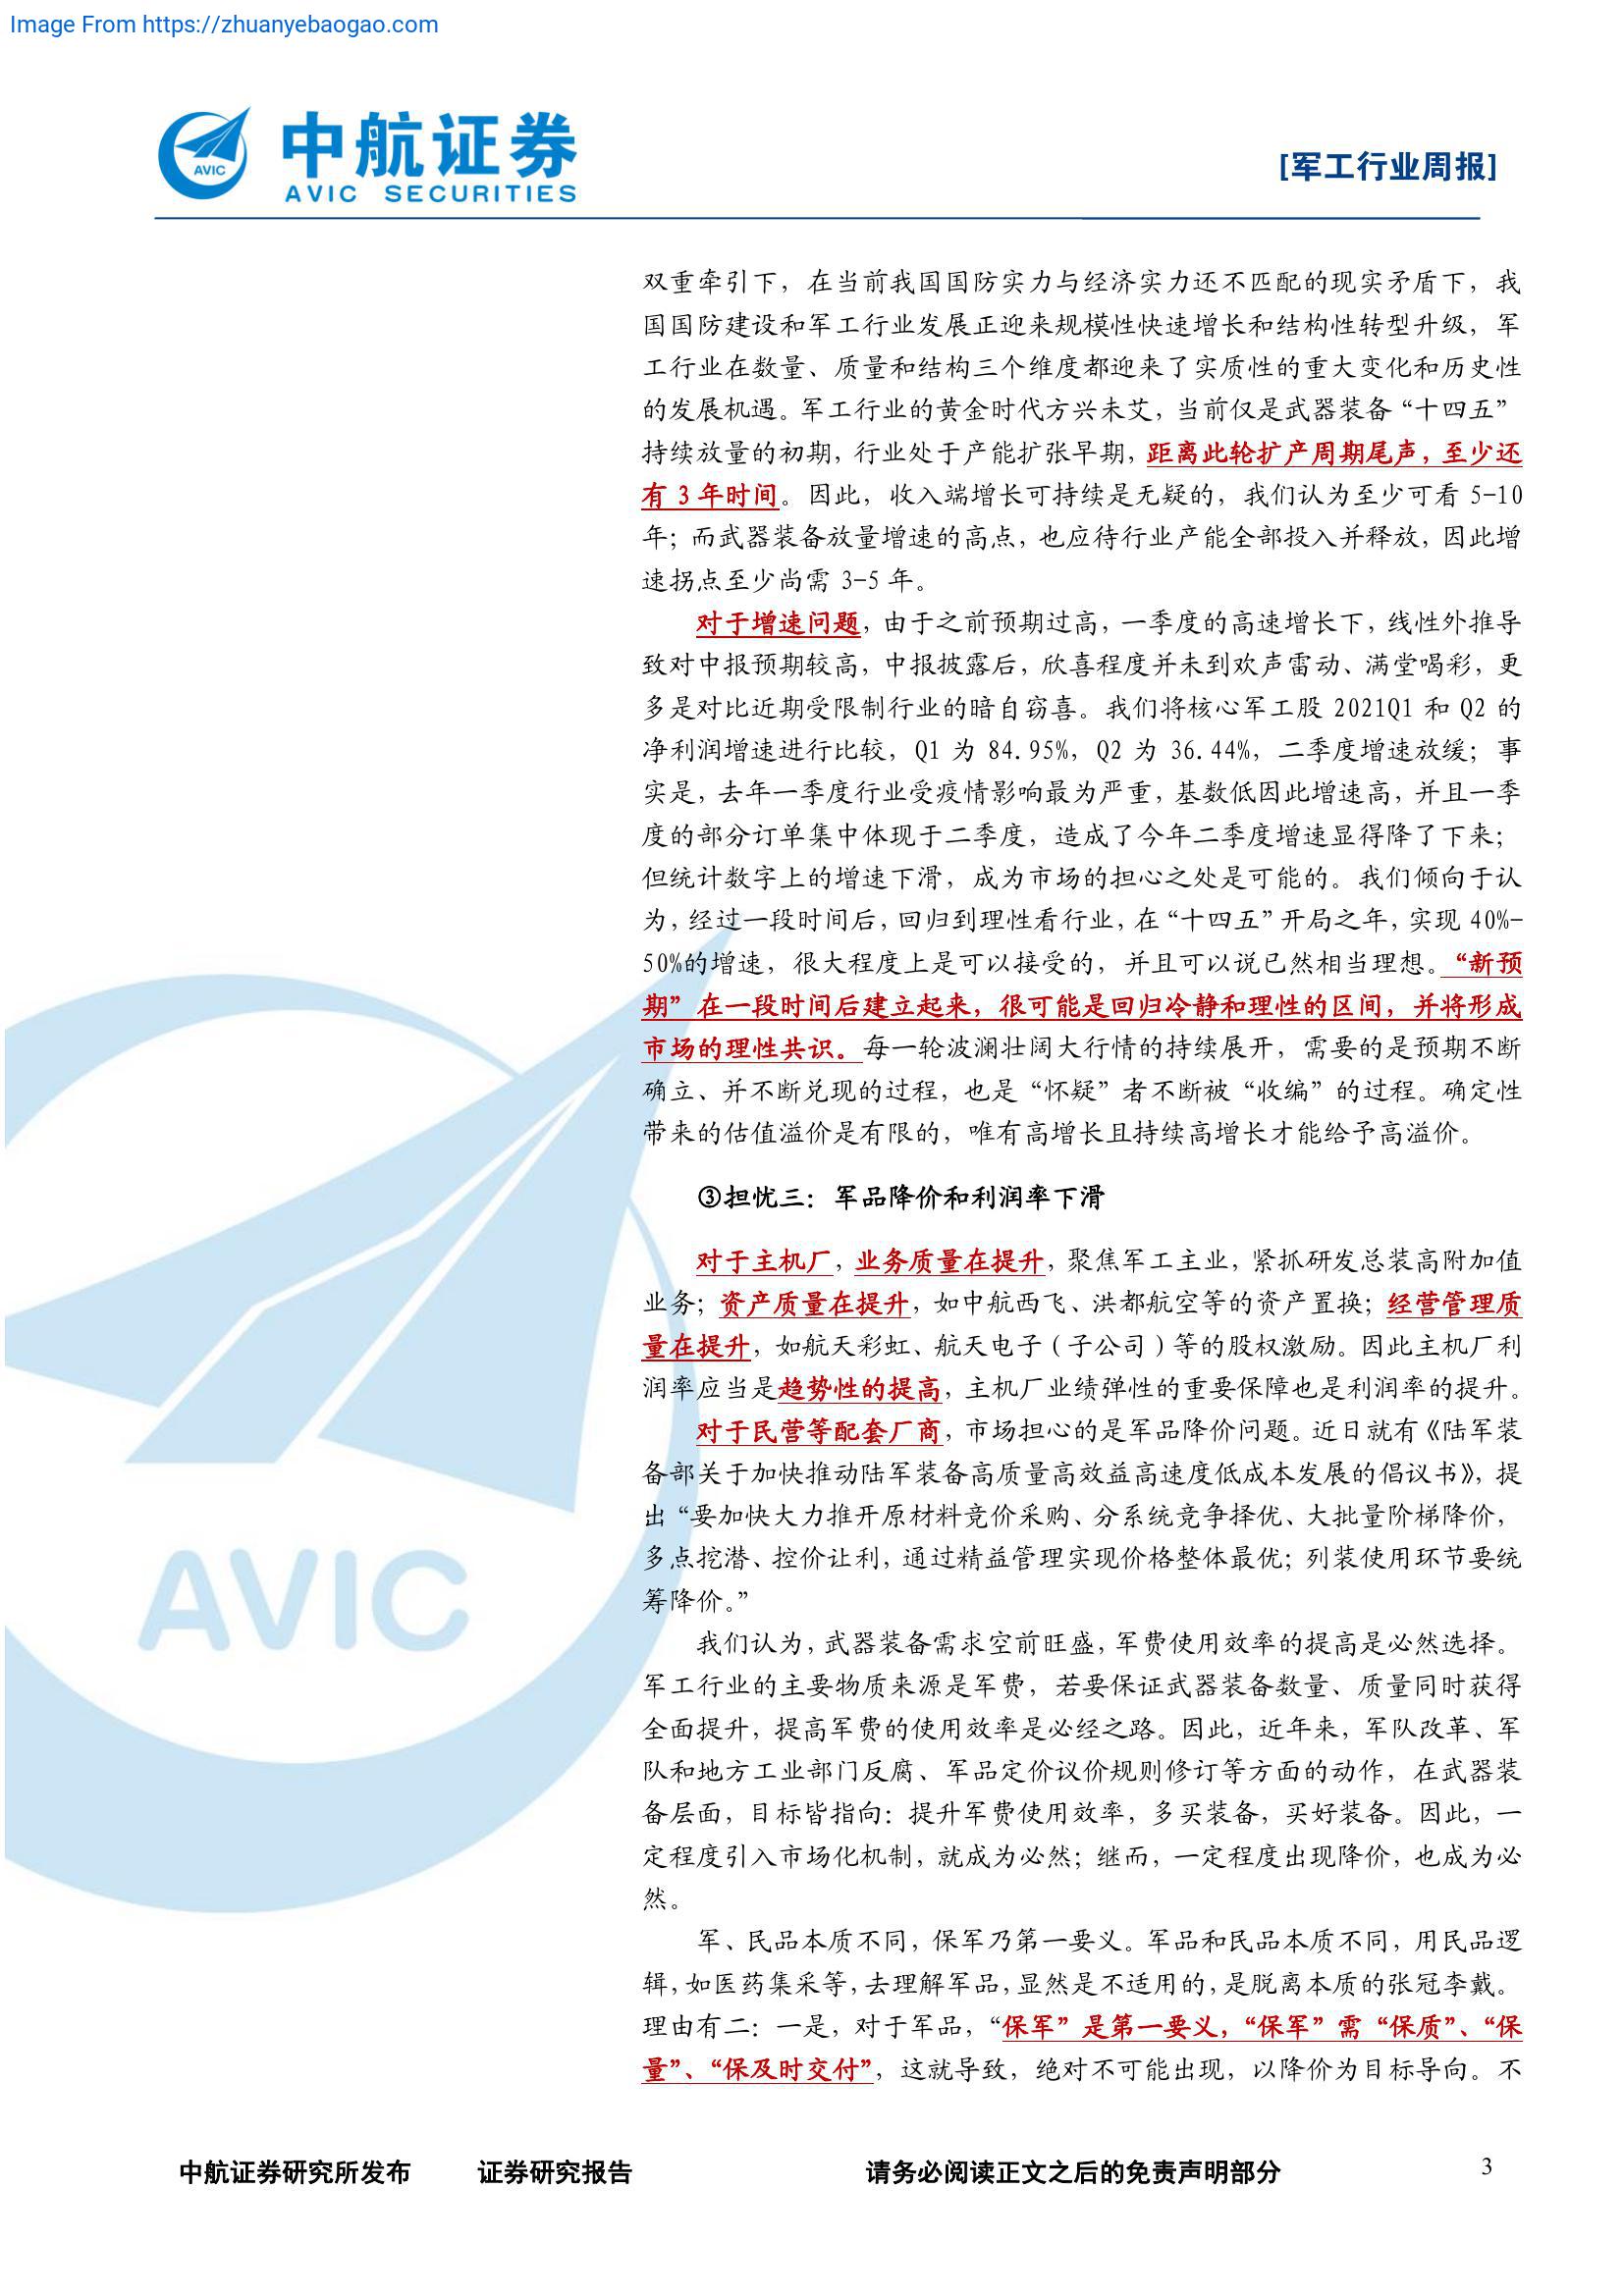 Image From https://zhuanyebaogao.com
AVIC
中航证券
AVIC SECURITIES
[军工行业周报]
双重牵引下，在当前我国国防实力与经济实力还不匹配的现实矛盾下，我
国国防建设和军工行业发展正迎来规模性快速增长和结构性转型升级，军
工行业在数量、质量和结构三个维度都迎来了实质性的重大变化和历史性
的发展机遇。军工行业的黄金时代方兴未艾，当前仅是武器装备“十四五”
持续放量的初期，行业处于产能扩张早期，距离此轮扩产周期尾声，至少还
有 3 年时间。因此，收入端增长可持续是无疑的，我们认为至少可看 5-10
年；而武器装备放量增速的高点，也应待行业产能全部投入并释放，因此增
速拐点至少尚需 3-5 年。
对于增速问题，由于之前预期过高，一季度的高速增长下，线性外推导
致对中报预期较高，中报披露后，欣喜程度并未到欢声雷动、满堂喝彩，更
多是对比近期受限制行业的暗自窃喜。我们将核心军工股 2021Q1 和 Q2 的
净利润增速进行比较，Q1 为 84.95%，Q2 为 36.44%，二季度增速放缓；事
实是，去年一季度行业受疫情影响最为严重，基数低因此增速高，并且一季
度的部分订单集中体现于二季度，造成了今年二季度增速显得降了下来；
但统计数字上的增速下滑，成为市场的担心之处是可能的。我们倾向于认
为，经过一段时间后，回归到理性看行业，在“十四五”开局之年，实现 40%-
50%的增速，很大程度上是可以接受的，并且可以说已然相当理想。“新预
期”在一段时间后建立起来，很可能是回归冷静和理性的区间，并将形成
市场的理性共识。每一轮波澜壮阔大行情的持续展开，需要的是预期不断
确立、并不断兑现的过程，也是“怀疑”者不断被“收编”的过程。确定性
带来的估值溢价是有限的，唯有高增长且持续高增长才能给予高溢价。
③担忧三：军品降价和利润率下滑
对于主机厂，业务质量在提升，聚焦军工主业，紧抓研发总装高附加值
业务；资产质量在提升，如中航西飞、洪都航空等的资产置换；经营管理质
量在提升，如航天彩虹、航天电子（子公司）等的股权激励。因此主机厂利
润率应当是趋势性的提高，主机厂业绩弹性的重要保障也是利润率的提升。
对于民营等配套厂商，市场担心的是军品降价问题。近日就有《陆军装
备部关于加快推动陆军装备高质量高效益高速度低成本发展的倡议书》，提
出“要加快大力推开原材料竞价采购、分系统竞争择优、大批量阶梯降价，
多点挖潜、控价让利，通过精益管理实现价格整体最优；列装使用环节要统
筹降价。”
我们认为，武器装备需求空前旺盛，军费使用效率的提高是必然选择。
军工行业的主要物质来源是军费，若要保证武器装备数量、质量同时获得
全面提升，提高军费的使用效率是必经之路。因此，近年来，军队改革、军
队和地方工业部门反腐、军品定价议价规则修订等方面的动作，在武器装
备层面，目标皆指向：提升军费使用效率，多买装备，买好装备。因此，一
定程度引入市场化机制，就成为必然；继而，一定程度出现降价，也成为必
然。
军、民品本质不同，保军乃第一要义。军品和民品本质不同，用民品逻
辑，如医药集采等，去理解军品，显然是不适用的，是脱离本质的张冠李戴。
理由有二：一是，对于军品，“保军”是第一要义，“保军”需“保质”、“保
量”、“保及时交付”，这就导致，绝对不可能出现，以降价为目标导向。不
AVIC
中航证券研究所发布 证券研究报告 请务必阅读正文之后的免责声明部分 3